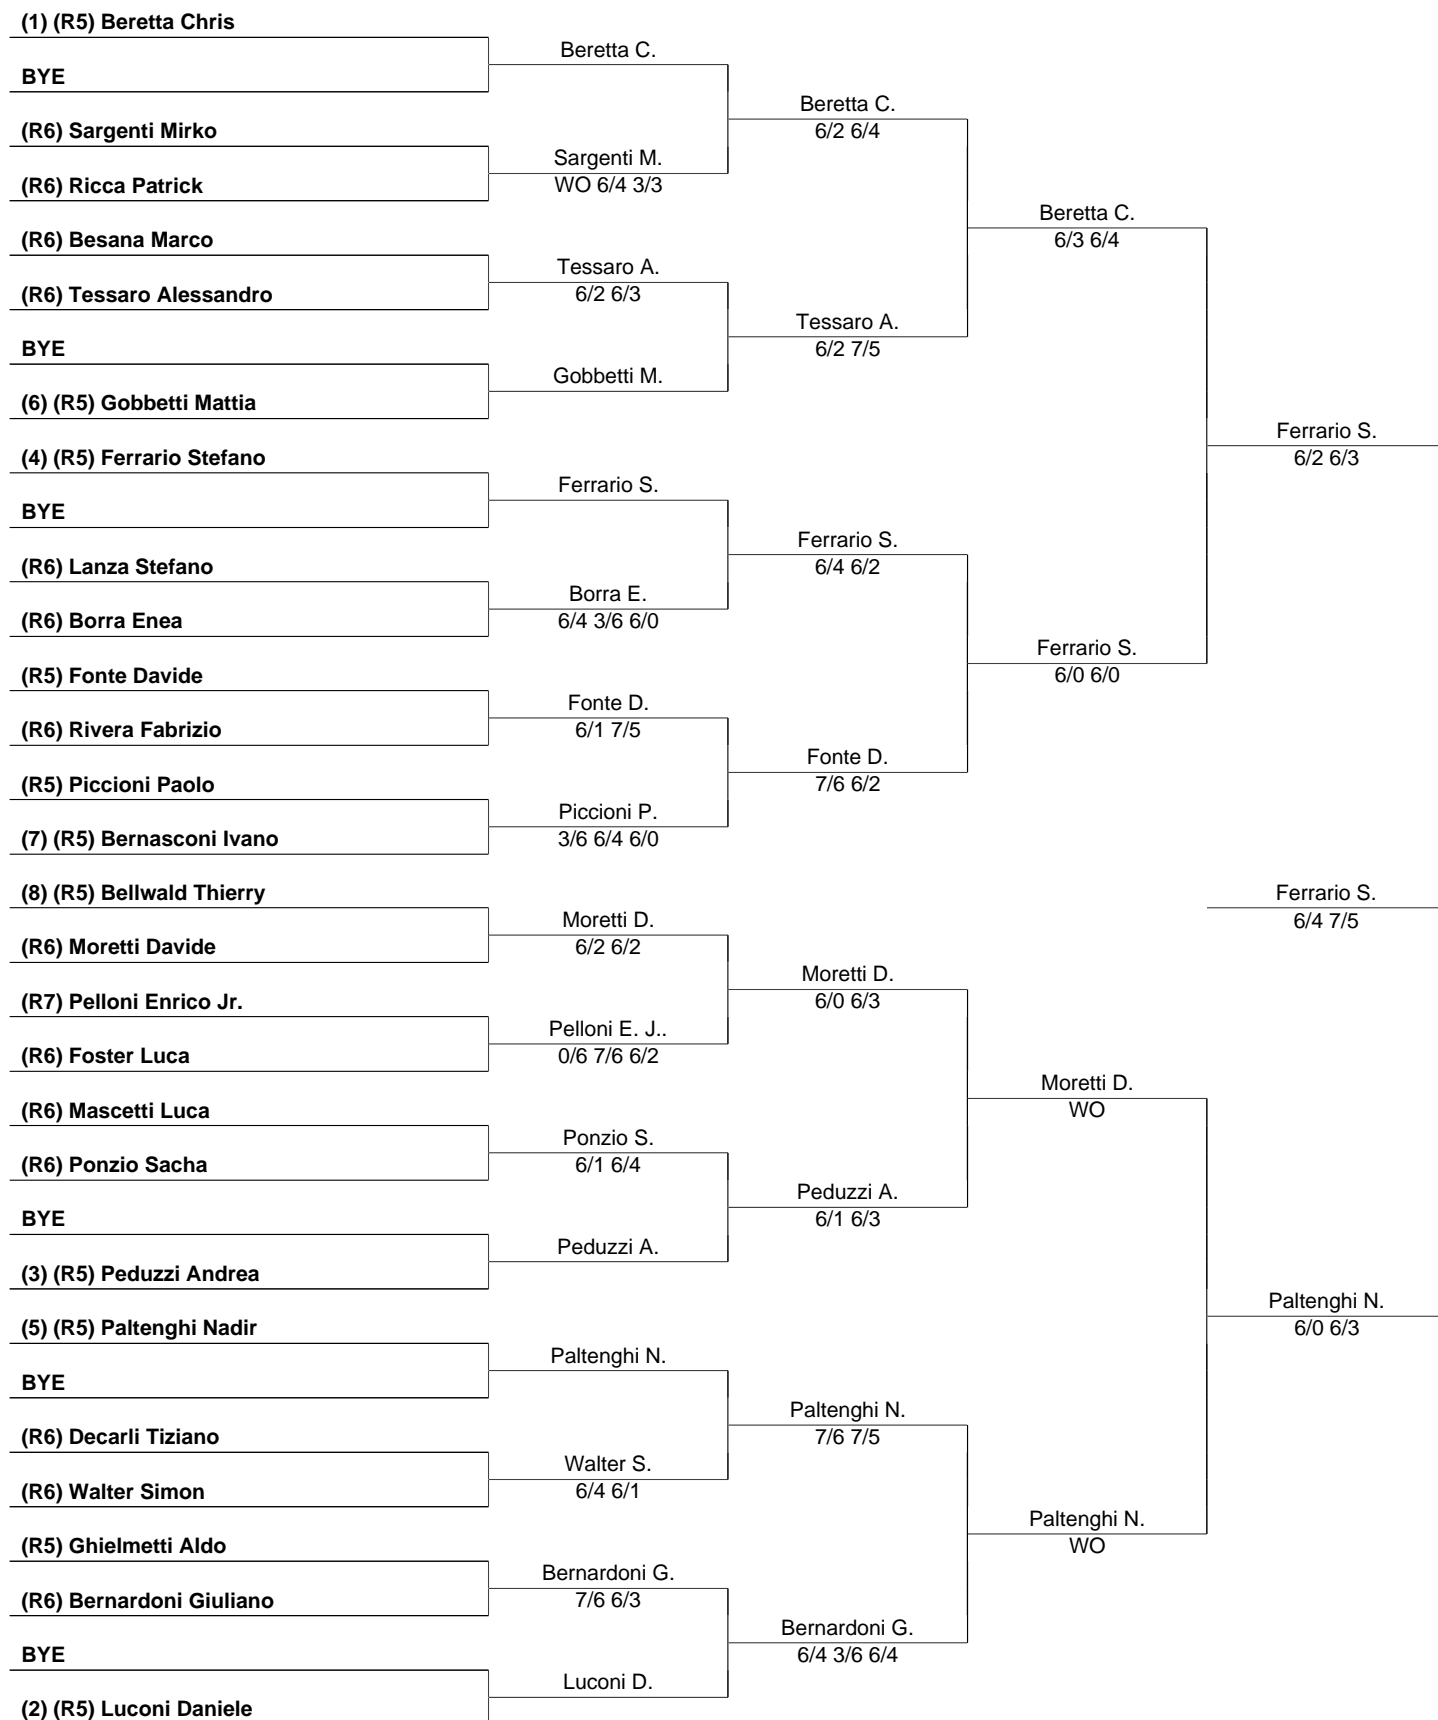 (1) (R5) Beretta Chris
BYE
(R6) Sargenti Mirko
(R6) Ricca Patrick
(R6) Besana Marco
(R6) Tessaro Alessandro
BYE
(6) (R5) Gobbetti Mattia
(4) (R5) Ferrario Stefano
BYE
(R6) Lanza Stefano
(R6) Borra Enea
(R5) Fonte Davide
(R6) Rivera Fabrizio
(R5) Piccioni Paolo
(7) (R5) Bernasconi Ivano
(8) (R5) Bellwald Thierry
(R6) Moretti Davide
(R7) Pelloni Enrico Jr.
(R6) Foster Luca
(R6) Mascetti Luca
(R6) Ponzio Sacha
BYE
(3) (R5) Peduzzi Andrea
(5) (R5) Paltenghi Nadir
BYE
(R6) Decarli Tiziano
(R6) Walter Simon
(R5) Ghielmetti Aldo
(R6) Bernardoni Giuliano
BYE
(2) (R5) Luconi Daniele
Beretta C.
Sargenti M.
WO 6/4 3/3
Tessaro A.
6/2 6/3
Gobbetti M.
Ferrario S.
Borra E.
6/4 3/6 6/0
Fonte D.
6/1 7/5
Piccioni P.
3/6 6/4 6/0
Moretti D.
6/2 6/2
Pelloni E. J..
0/6 7/6 6/2
Ponzio S.
6/1 6/4
Peduzzi A.
Paltenghi N.
Walter S.
6/4 6/1
Bernardoni G.
7/6 6/3
Luconi D.
Beretta C.
6/2 6/4
Tessaro A.
6/2 7/5
Ferrario S.
6/4 6/2
Fonte D.
7/6 6/2
Moretti D.
6/0 6/3
Peduzzi A.
6/1 6/3
Paltenghi N.
7/6 7/5
Bernardoni G.
6/4 3/6 6/4
Beretta C.
6/3 6/4
Ferrario S.
6/0 6/0
Moretti D.
WO
Paltenghi N.
WO
Ferrario S.
6/2 6/3
Ferrario S.
6/4 7/5
Paltenghi N.
6/0 6/3